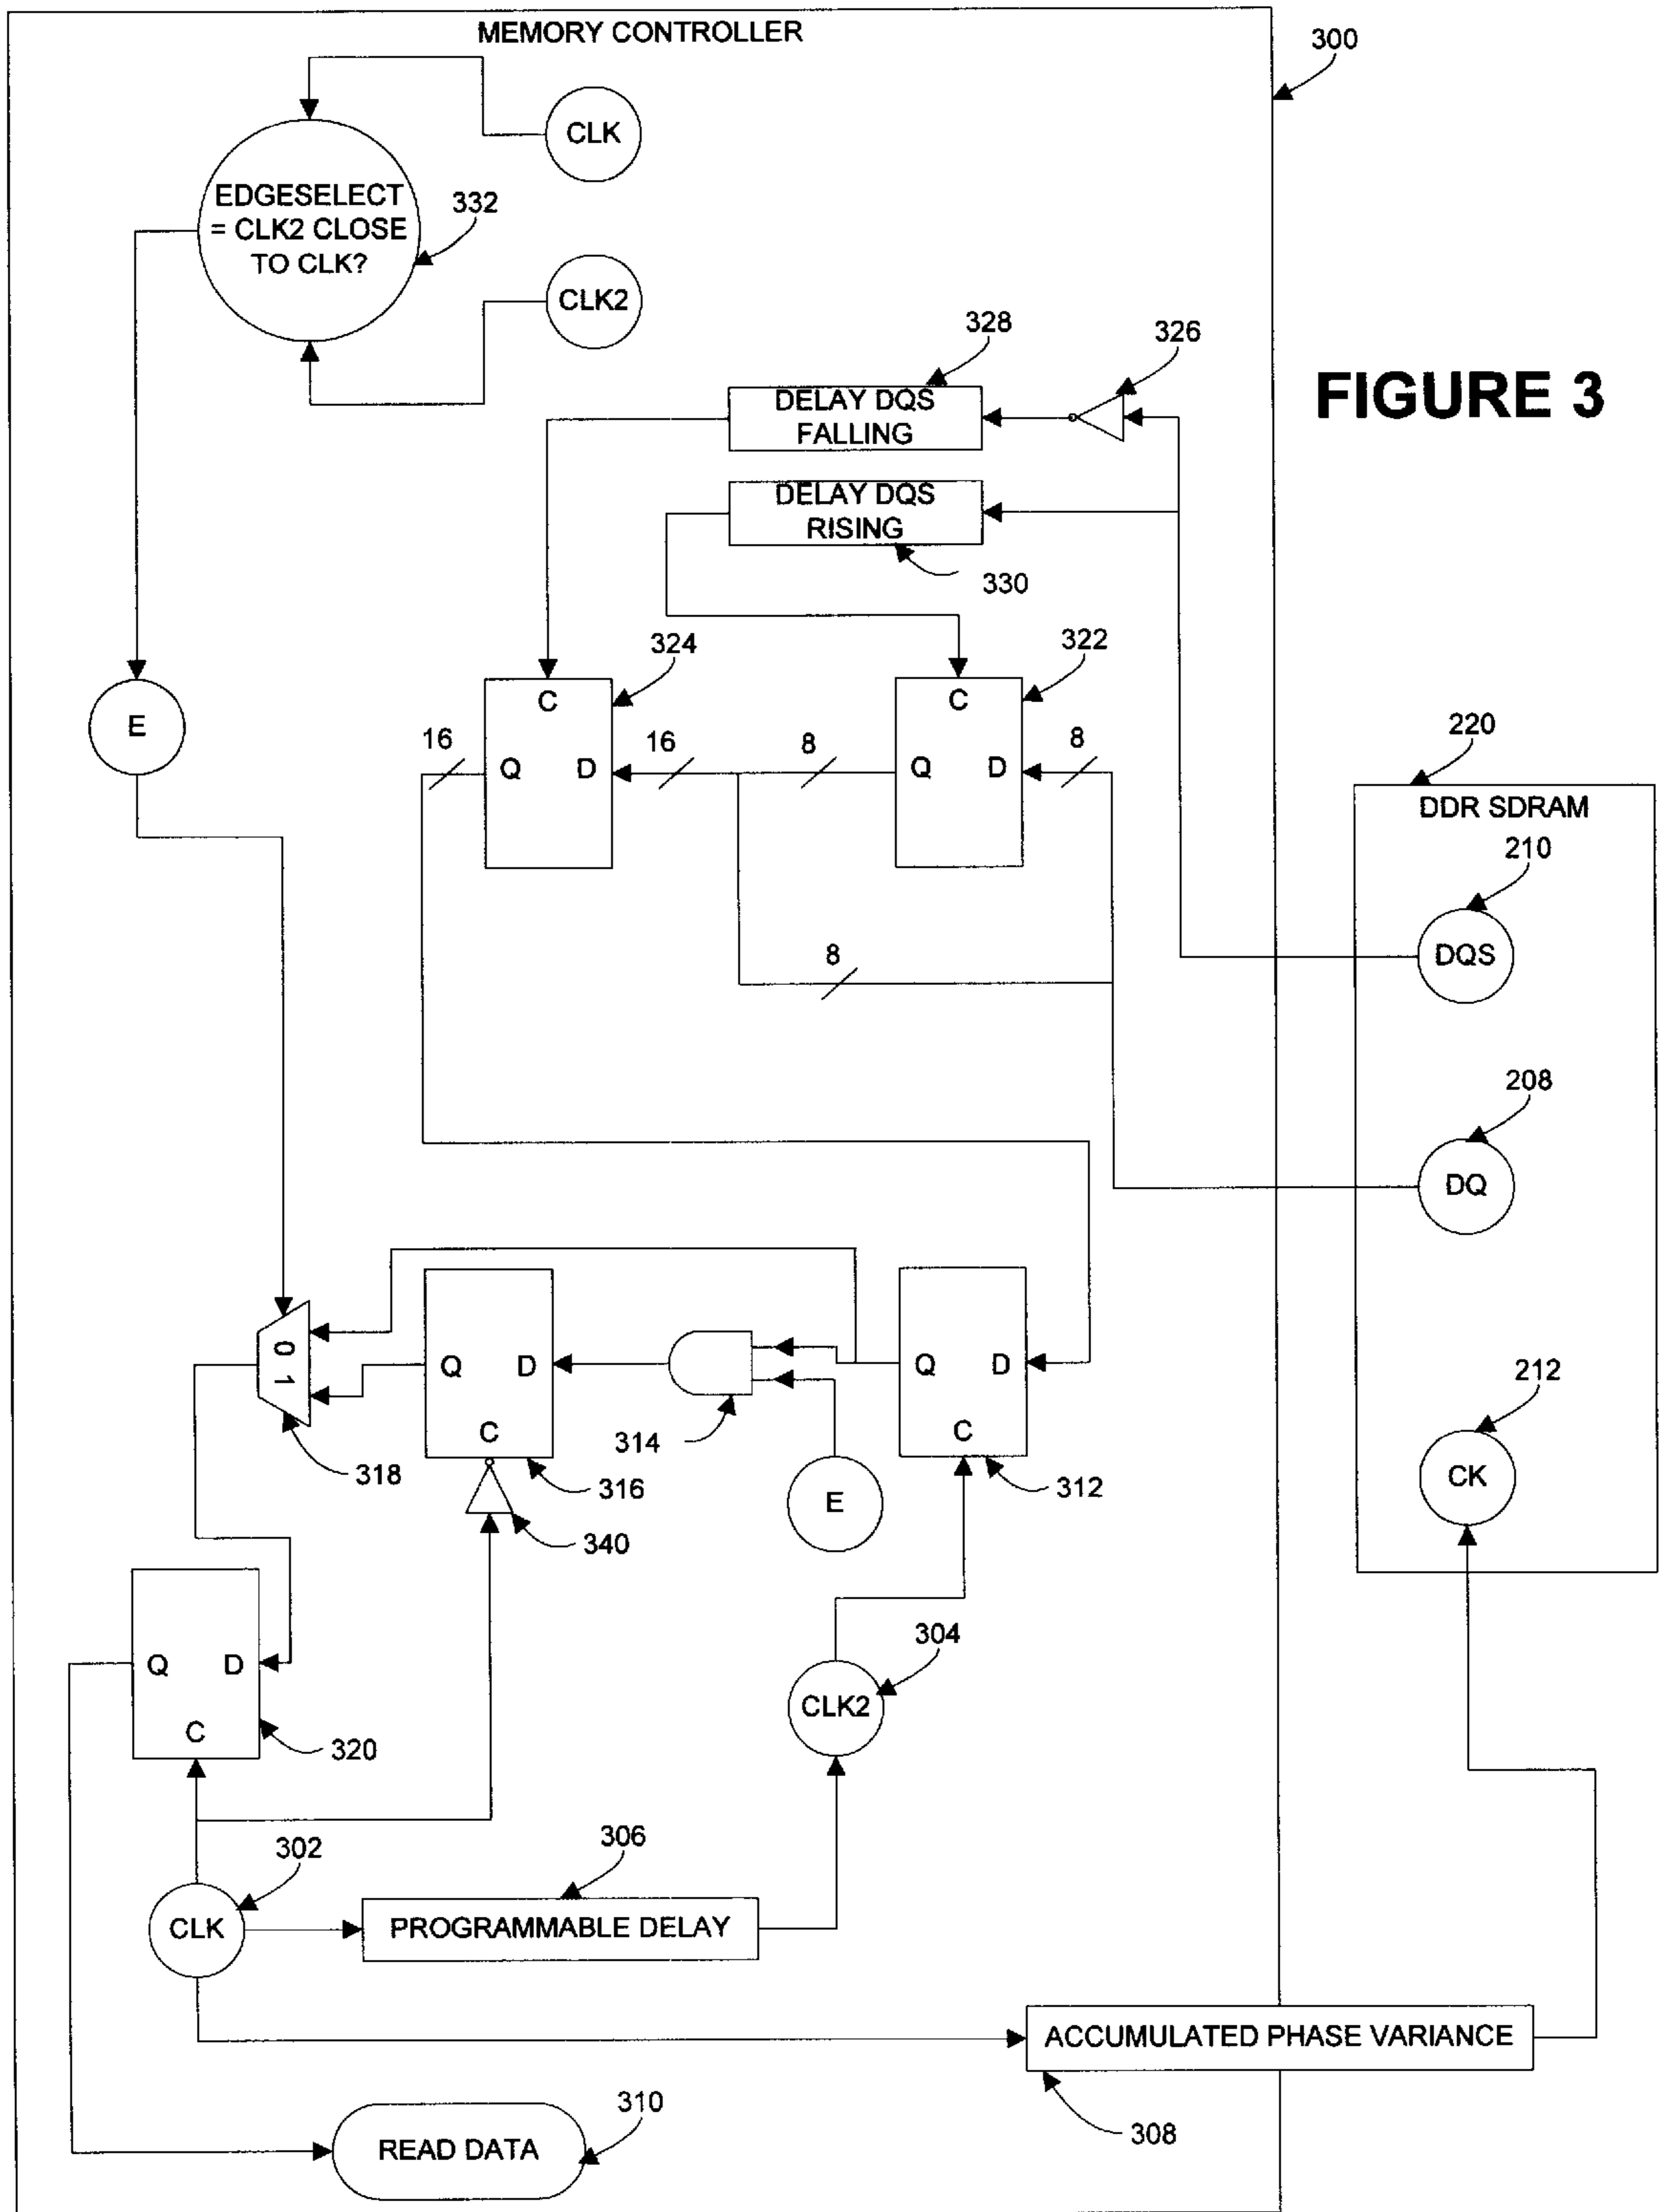 MEMORY CONTROLLER
300
CLK
EDGESELECT
= CLK2 CLOSE
TO CLK?
332
CLK2
328
326
FIGURE 3
DELAY DQS
FALLING
DELAY DQS
RISING
330
324
322
E
C
C
16
Q
D
16
8
Q
D
8
220
DDR SDRAM
210
DQS
8
208
DQ
0 1
Q
D
C
Q
D
C
212
CK
318
316
314
312
340
E
304
CLK2
Q
D
C
320
302
CLK
306
PROGRAMMABLE DELAY
ACCUMULATED PHASE VARIANCE
308
READ DATA
310